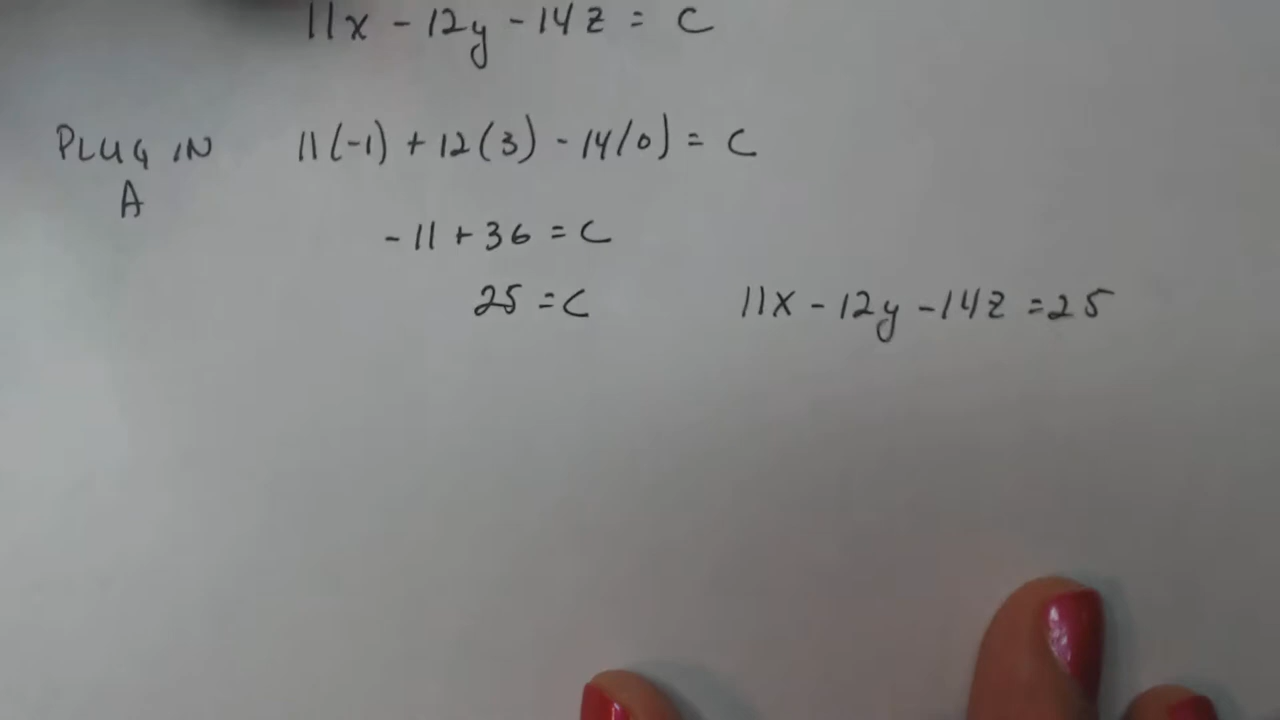 11x - 12y - 14z = C
PLUG IN 11(-1) + 12(3) - 14(0) = C
A
-11 + 36 = C
25 = C 11x - 12y - 14z = 25